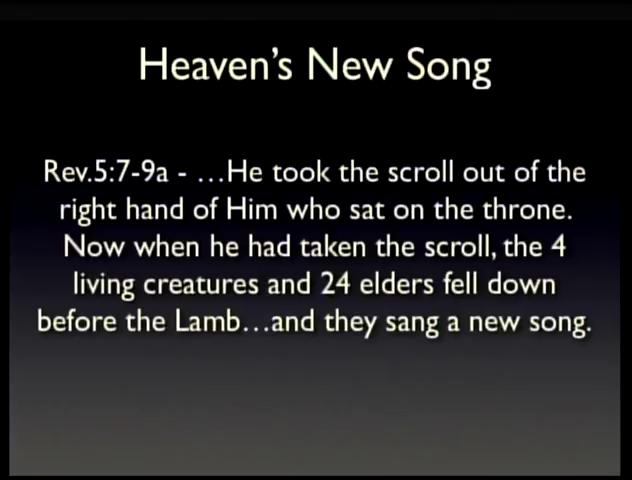 Heaven’s New Song
Rev.5:7-9a - …He took the scroll out of the
right hand of Him who sat on the throne.
Now when he had taken the scroll, the 4
living creatures and 24 elders fell down
before the Lamb…and they sang a new song.